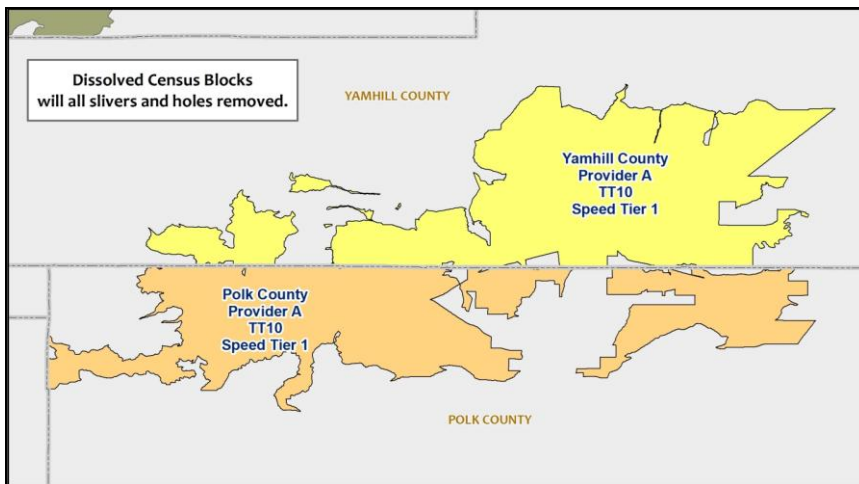 Dissolved Census Blocks
will all slivers and holes removed.
YAMHILL COUNTY
Yamhill County
Provider A
TT10
Speed Tier 1
Polk County
Provider A
TT10
Speed Tier 1
POLK COUNTY